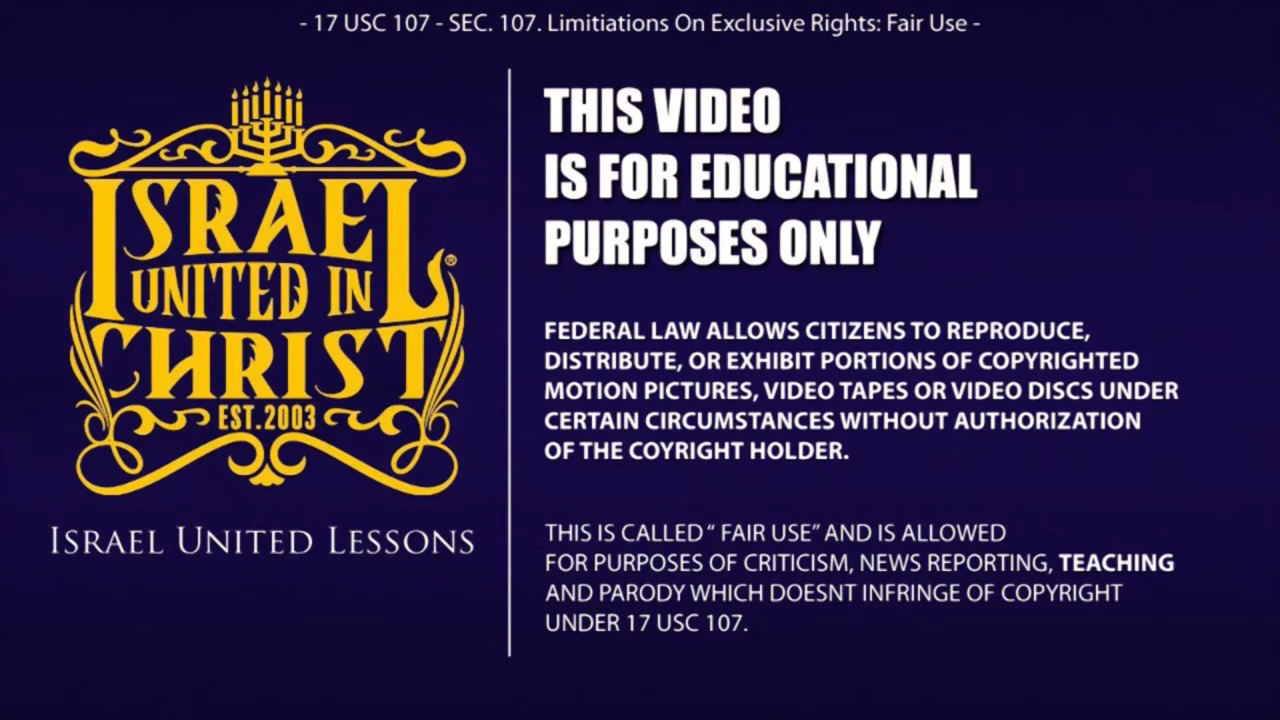 - 17 USC 107 - SEC. 107. Limitiations On Exclusive Rights: Fair Use -
ISRAEL
UNITED IN
CHRIST
®
EST.2003
ISRAEL UNITED LESSONS
THIS VIDEO
IS FOR EDUCATIONAL
PURPOSES ONLY
FEDERAL LAW ALLOWS CITIZENS TO REPRODUCE,
DISTRIBUTE, OR EXHIBIT PORTIONS OF COPYRIGHTED
MOTION PICTURES, VIDEO TAPES OR VIDEO DISCS UNDER
CERTAIN CIRCUMSTANCES WITHOUT AUTHORIZATION
OF THE COYRIGHT HOLDER.
THIS IS CALLED “ FAIR USE” AND IS ALLOWED
FOR PURPOSES OF CRITICISM, NEWS REPORTING, TEACHING
AND PARODY WHICH DOESNT INFRINGE OF COPYRIGHT
UNDER 17 USC 107.